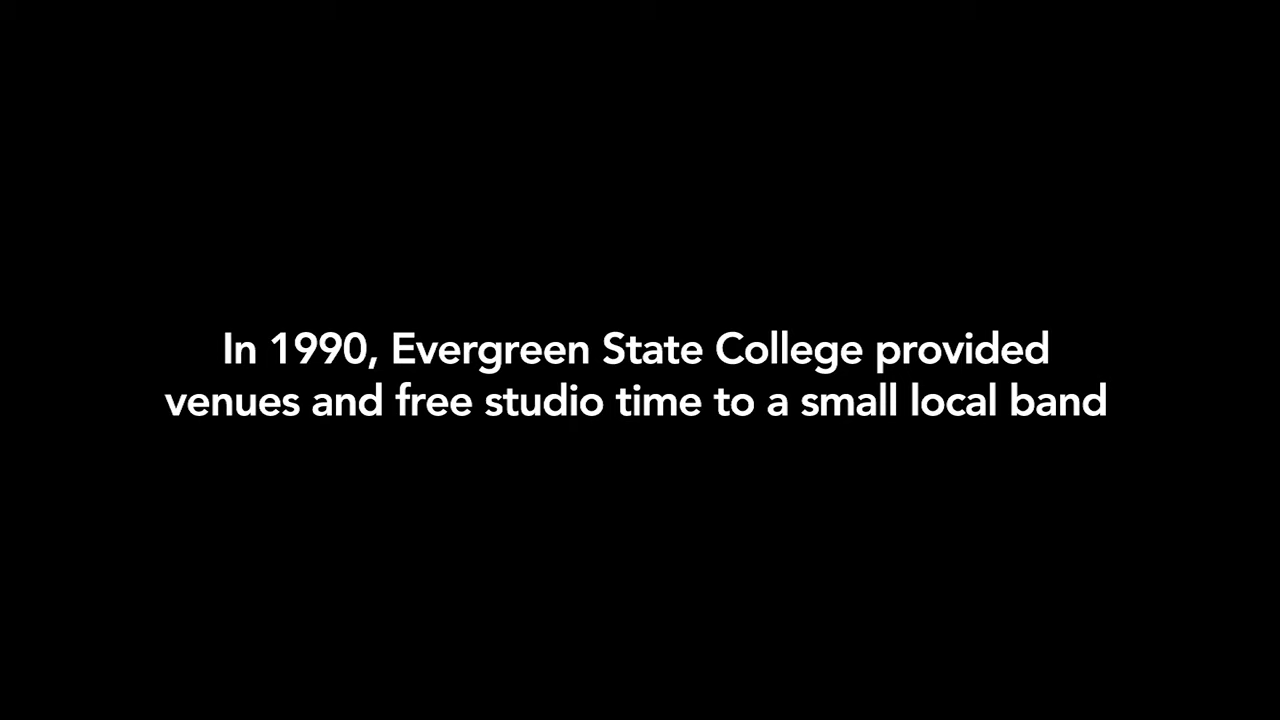 In 1990, Evergreen State College provided
venues and free studio time to a small local band